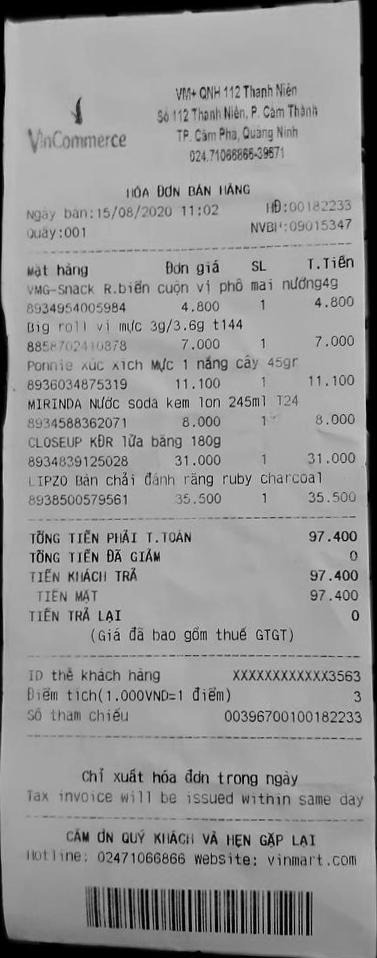 VinCommerce
VM+ QNH 112 Thanh Niên
Số 112 Thanh Niên, P. Cẩm Thành
TP. Cẩm Phả, Quảng Ninh
024.71066866-39571
HÓA ĐƠN BÁN HÀNG
Ngày bán:15/08/2020 11:02 HĐ:00182233
Quầy:001 NVBH:09015347
Mặt hàng Đơn giá SL T.Tiền
VMG-Snack R.biển cuộn vị phô mai nướng4g
8934954005984 4.800 1 4.800
Big roll vị mực 3g/3.6g t144
8858702410878 7.000 1 7.000
Ponnie xúc xích Mực 1 nắng cây 45gr
8936034875319 11.100 1 11.100
MIRINDA Nước soda kem lon 245ml T24
8934588362071 8.000 1 8.000
CLOSEUP KĐR lửa băng 180g
8934839125028 31.000 1 31.000
LIPZO Bàn chải đánh răng ruby charcoal
8938500579561 35.500 1 35.500
TỔNG TIỀN PHẢI T.TOÁN 97.400
TỔNG TIỀN ĐÃ GIẢM 0
TIỀN KHÁCH TRẢ 97.400
TIỀN MẶT 97.400
TIỀN TRẢ LẠI 0
(Giá đã bao gồm thuế GTGT)
ID thẻ khách hàng XXXXXXXXXXXX3563
Điểm tích(1.000VND=1 điểm) 3
Số tham chiếu 00396700100182233
Chỉ xuất hóa đơn trong ngày
Tax invoice will be issued within same day
CẢM ƠN QUÝ KHÁCH VÀ HẸN GẶP LẠI
Hotline: 02471066866 Website: vinmart.com